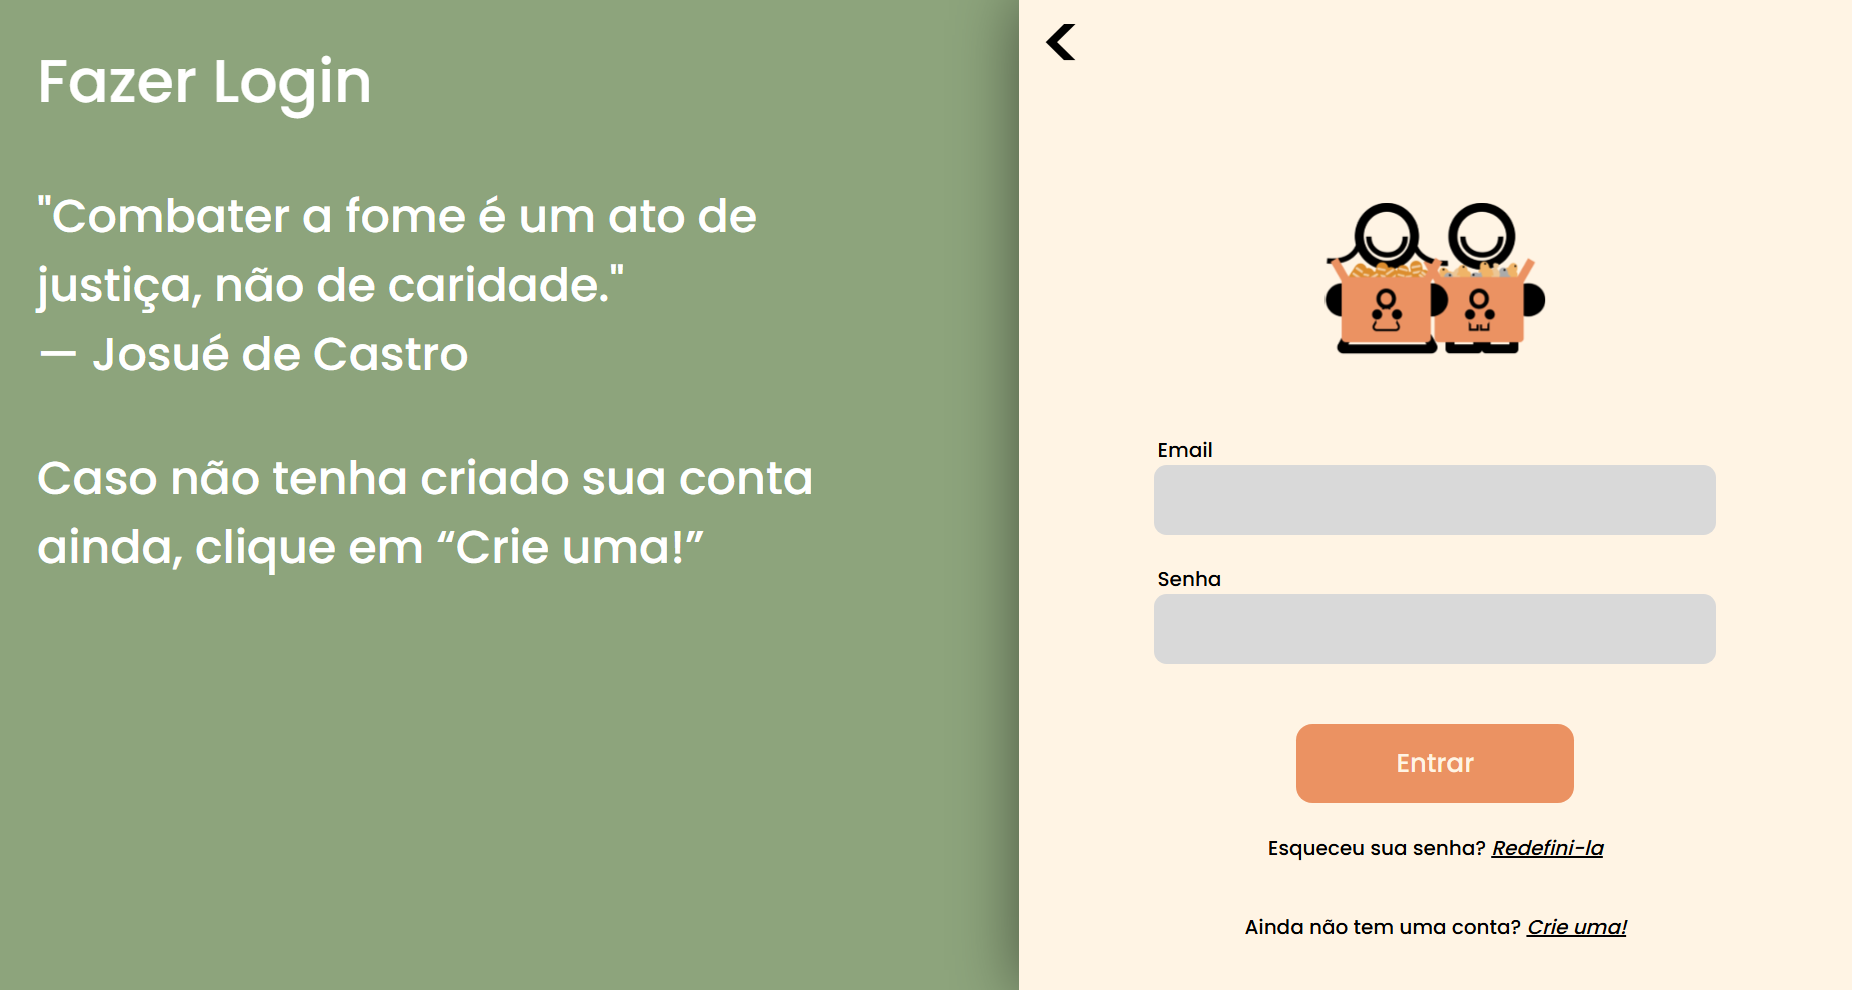 Fazer Login
"Combater a fome é um ato de
justiça, não de caridade."
— Josué de Castro
Caso não tenha criado sua conta
ainda, clique em “Crie uma!”
Email
Senha
Entrar
Esqueceu sua senha? Redefini-la
Ainda não tem uma conta? Crie uma!